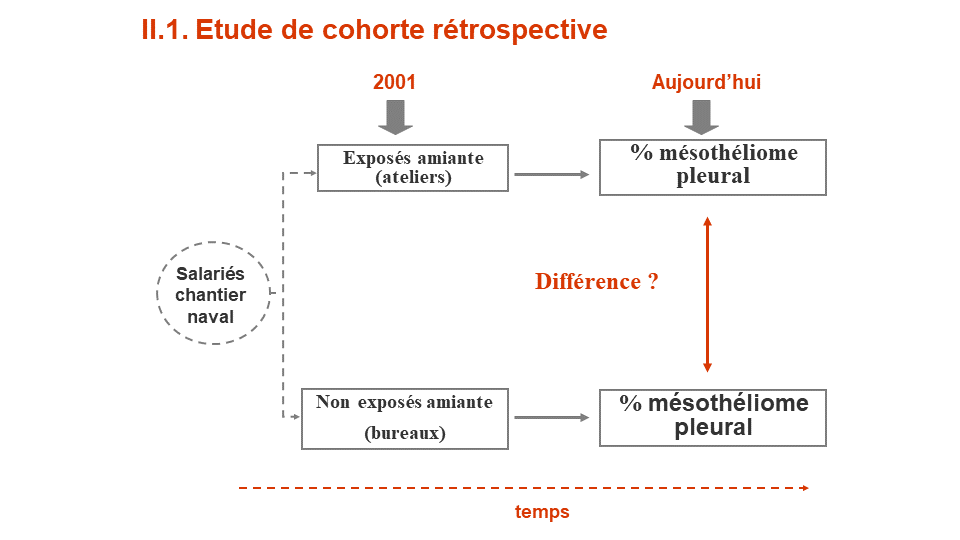 II.1. Etude de cohorte rétrospective
2001
Aujourd’hui
Exposés amiante
(ateliers)
% mésothéliome
pleural
Salariés
chantier
naval
Différence ?
Non exposés amiante
(bureaux)
% mésothéliome
pleural
temps